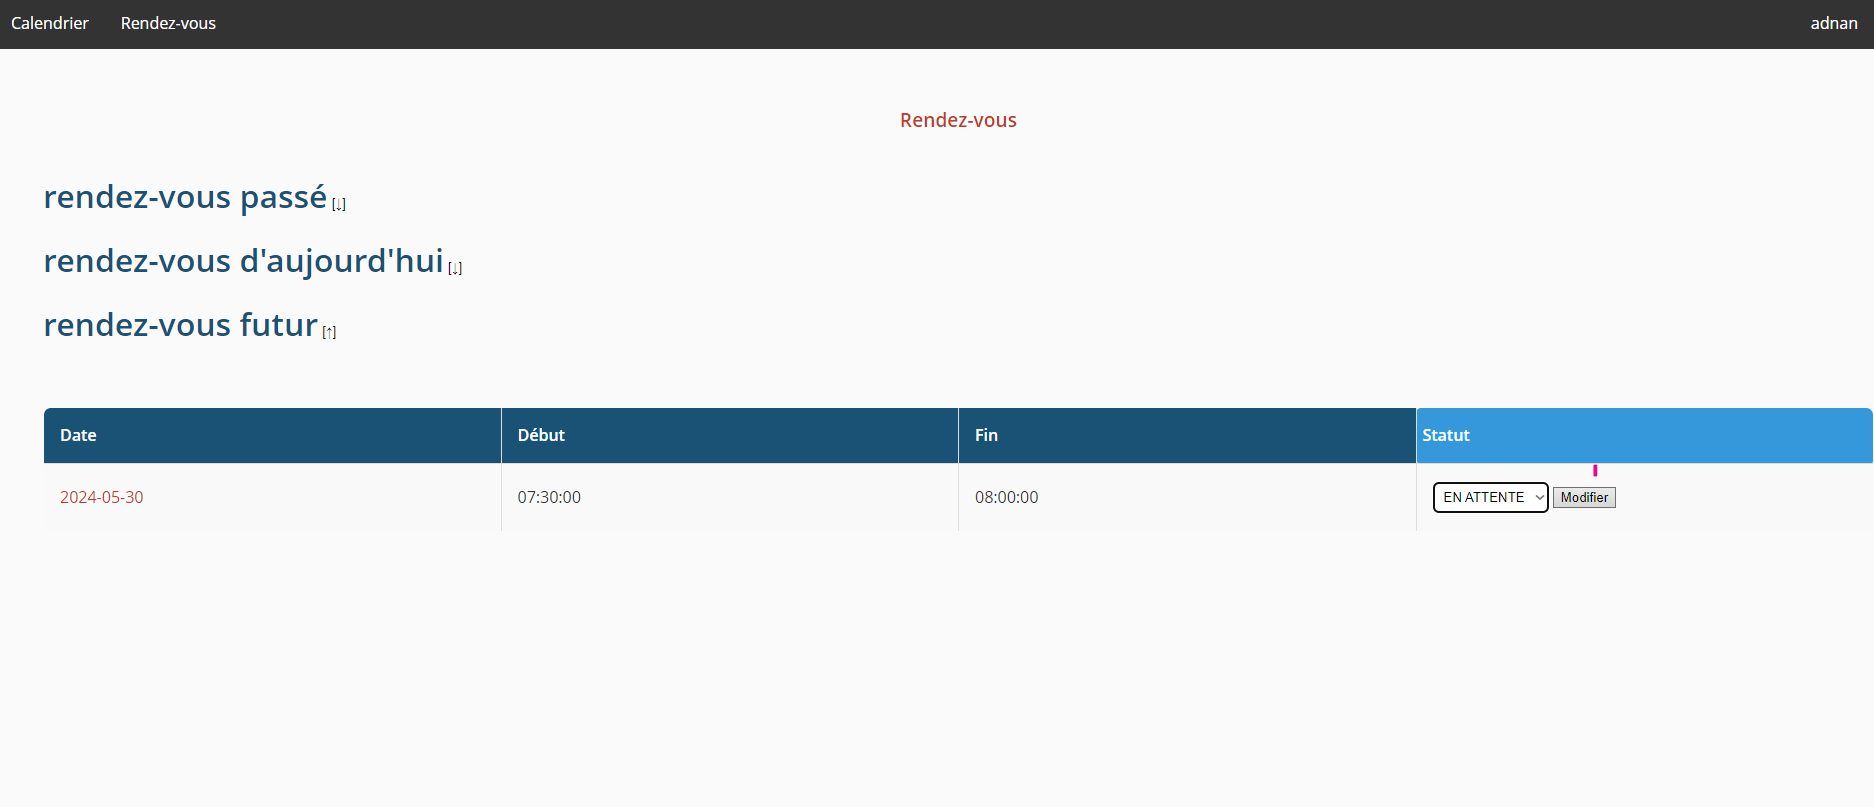 Calendrier Rendez-vous adnan
Rendez-vous
rendez-vous passé [↓]
rendez-vous d'aujourd'hui [↓]
rendez-vous futur [↑]
Date Début Fin Statut
2024-05-30 07:30:00 08:00:00 EN ATTENTE Modifier